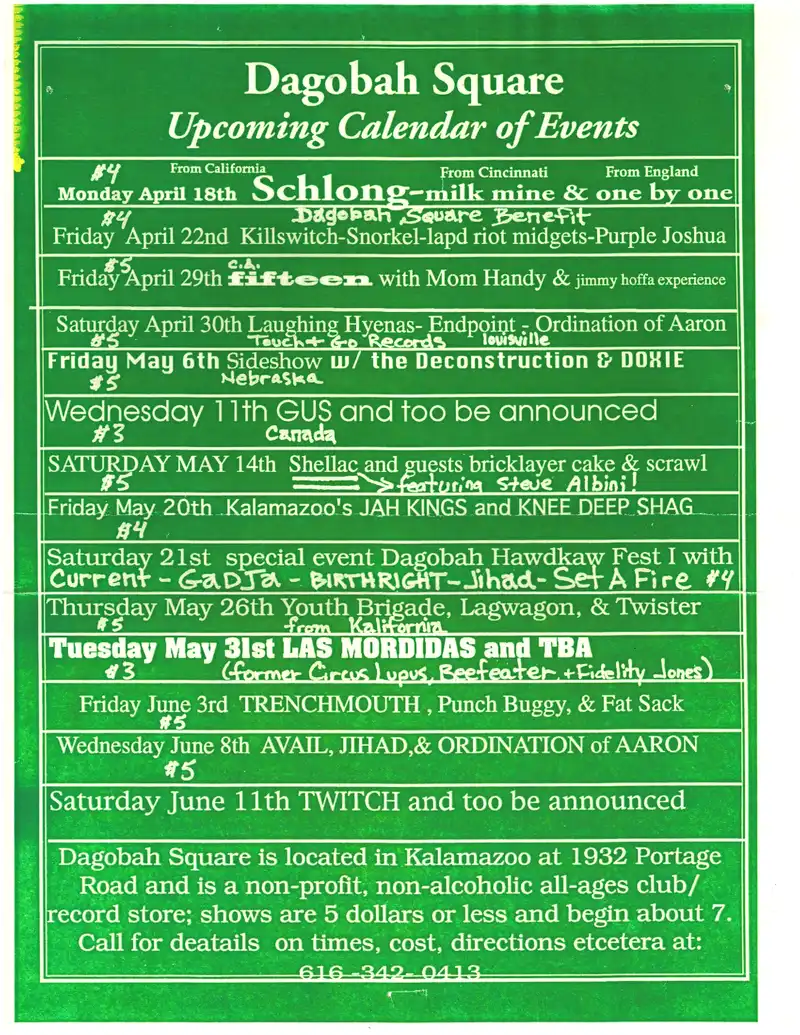 Dagobah Square
Upcoming Calendar of Events
#4 From California From Cincinnati From England
Monday April 18th Schlong-milk mine & one by one
#4 Dagobah Square Benefit
Friday April 22nd Killswitch-Snorkel-lapd riot midgets-Purple Joshua
#5 C.A.
Friday April 29th fifteen with Mom Handy & jimmy hoffa experience
Saturday April 30th Laughing Hyenas- Endpoint - Ordination of Aaron
#5 Touch + Go Records louisville
Friday May 6th Sideshow w/ the Deconstruction & DOXIE
#5 Nebraska
Wednesday 11th GUS and too be announced
#3 Canada
SATURDAY MAY 14th Shellac and guests bricklayer cake & scrawl
#5 featuring Steve Albini!
Friday May 20th Kalamazoo's JAH KINGS and KNEE DEEP SHAG
#4
Saturday 21st special event Dagobah Hawdkaw Fest I with
Current - GADJa - BIRTHRIGHT - Jihad - Set A Fire #4
Thursday May 26th Youth Brigade, Lagwagon, & Twister
#5 from Kalifornia
Tuesday May 31st LAS MORDIDAS and TBA
#3 (former Circus Lupus, Beefeater + Fidelity Jones)
Friday June 3rd TRENCHMOUTH , Punch Buggy, & Fat Sack
#5
Wednesday June 8th AVAIL, JIHAD,& ORDINATION of AARON
#5
Saturday June 11th TWITCH and too be announced
Dagobah Square is located in Kalamazoo at 1932 Portage
Road and is a non-profit, non-alcoholic all-ages club/
record store; shows are 5 dollars or less and begin about 7.
Call for deatails on times, cost, directions etcetera at:
616 -342- 0413